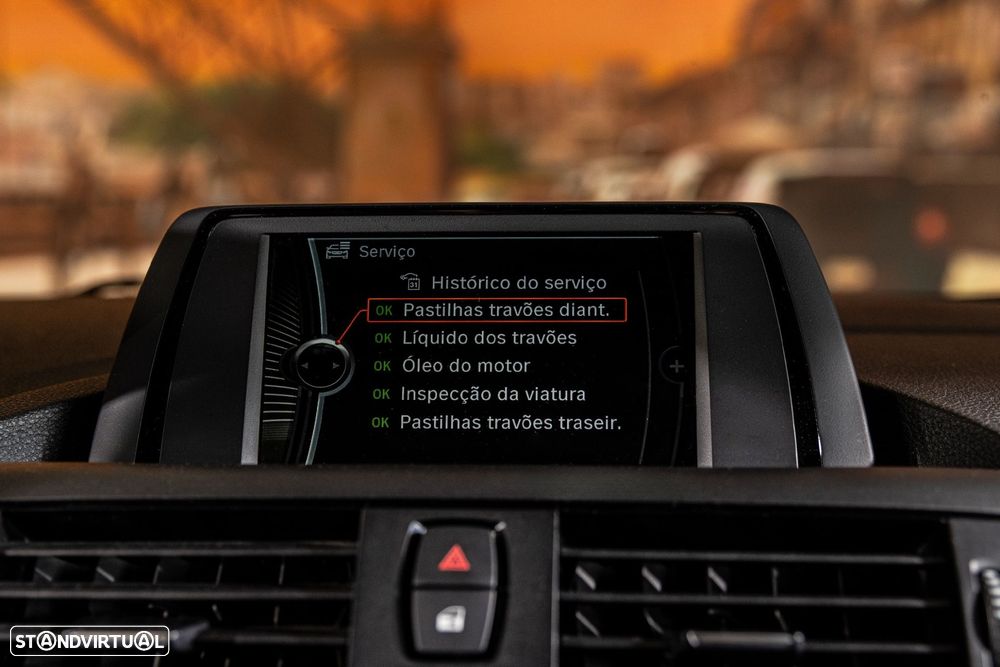 Serviço
31 Histórico do serviço
OK Pastilhas travões diant.
OK Líquido dos travões
OK Óleo do motor
OK Inspecção da viatura
OK Pastilhas travões traseir.
STANDVIRTUAL